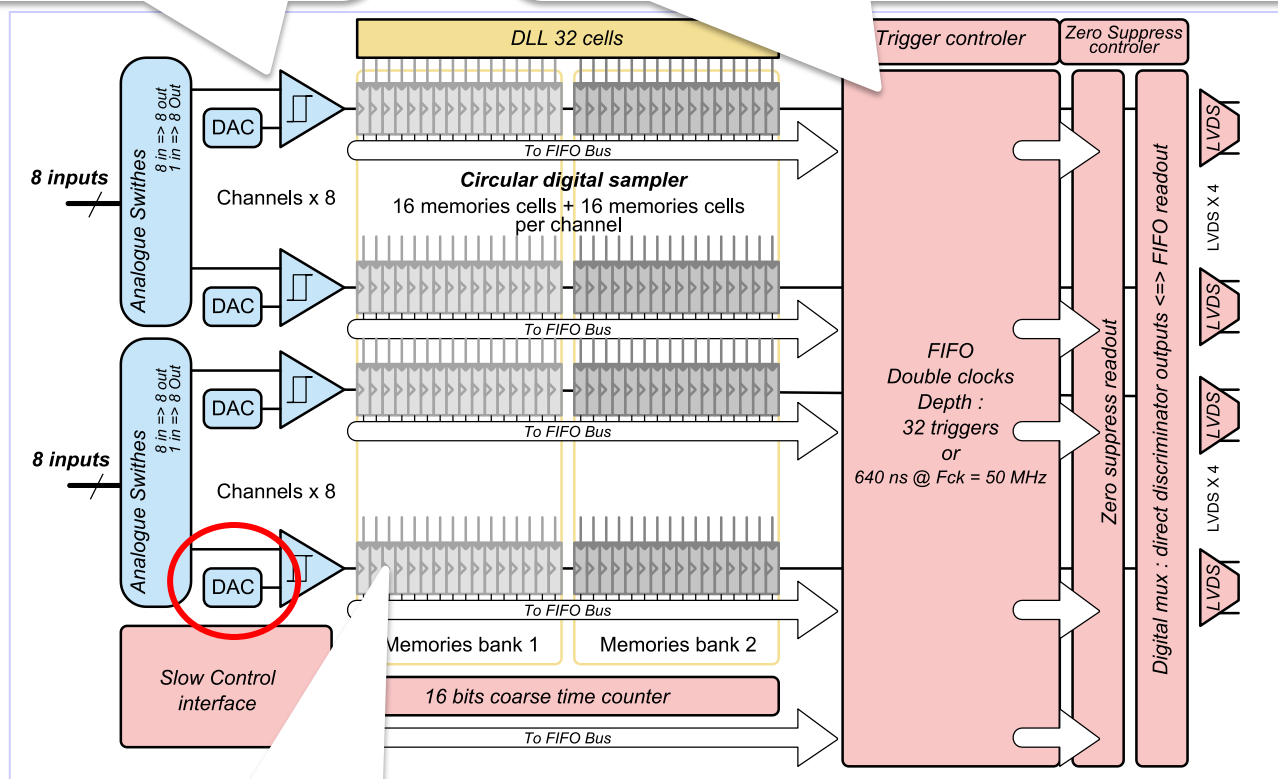 DLL 32 cells
Trigger controler
Zero Suppress
controler
Analogue Swithes
8 in => 8 out
1 in => 8 Out
DAC
To FIFO Bus
8 inputs
Channels x 8
Circular digital sampler
16 memories cells + 16 memories cells
per channel
DAC
To FIFO Bus
Analogue Swithes
8 in => 8 out
1 in => 8 Out
DAC
To FIFO Bus
8 inputs
Channels x 8
DAC
To FIFO Bus
Memories bank 1
Memories bank 2
Slow Control
interface
16 bits coarse time counter
To FIFO Bus
FIFO
Double clocks
Depth :
32 triggers
or
640 ns @ Fck = 50 MHz
Zero suppress readout
Digital mux : direct discriminator outputs <=> FIFO readout
LVDS
LVDS X 4
LVDS
LVDS
LVDS X 4
LVDS